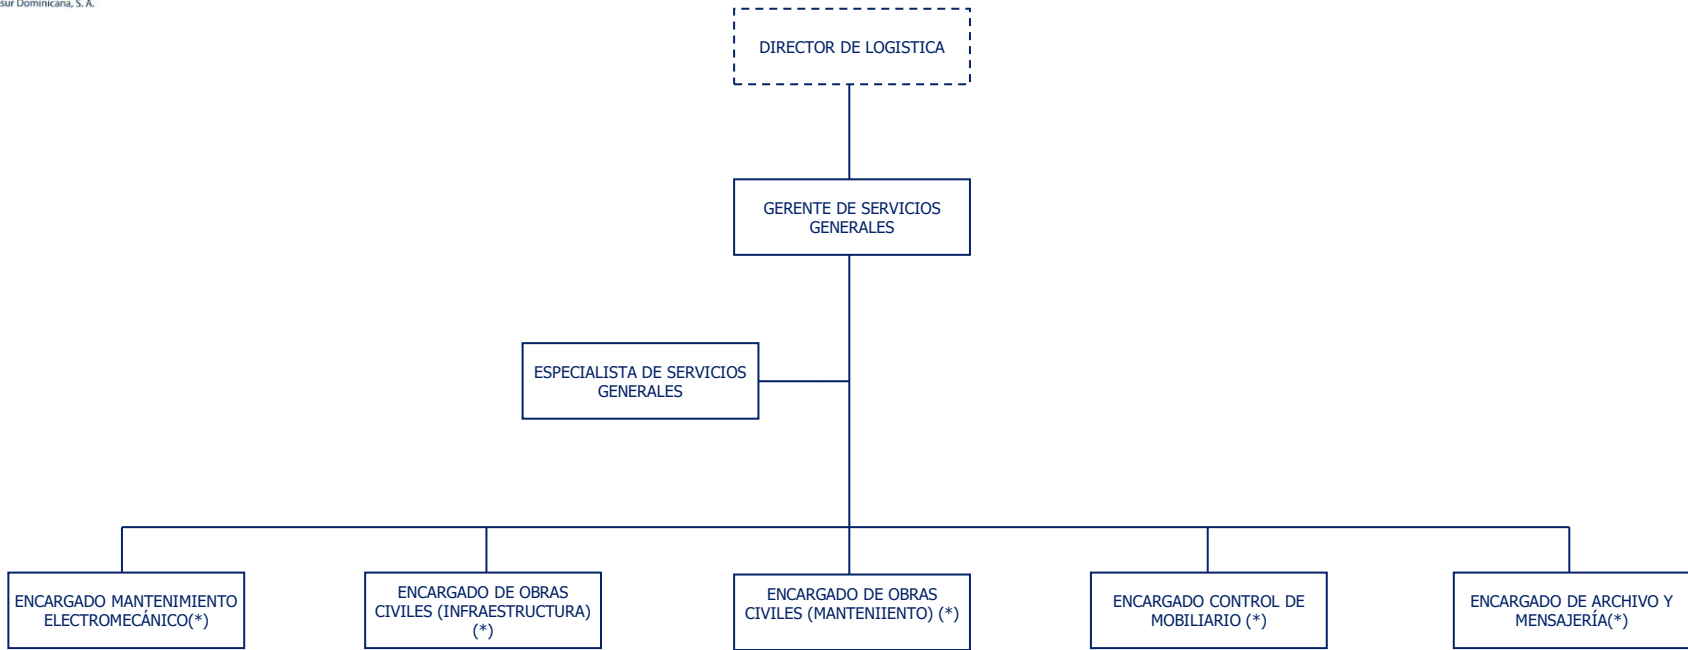 sur Dominicana, S. A.
DIRECTOR DE LOGISTICA
GERENTE DE SERVICIOS
GENERALES
ESPECIALISTA DE SERVICIOS
GENERALES
ENCARGADO MANTENIMIENTO
ELECTROMECÁNICO(*)
ENCARGADO DE OBRAS
CIVILES (INFRAESTRUCTURA)
(*)
ENCARGADO DE OBRAS
CIVILES (MANTENIIENTO) (*)
ENCARGADO CONTROL DE
MOBILIARIO (*)
ENCARGADO DE ARCHIVO Y
MENSAJERÍA(*)